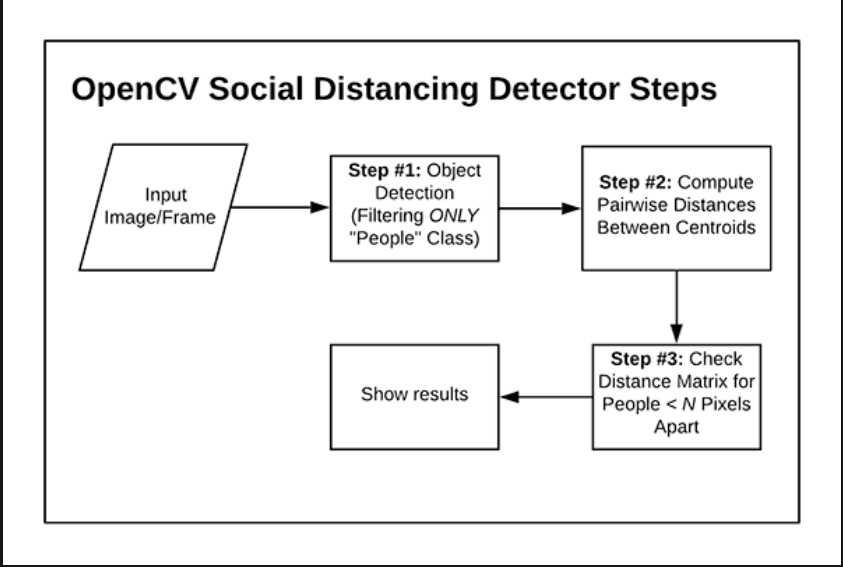 OpenCV Social Distancing Detector Steps
Input
Image/Frame
Step #1: Object
Detection
(Filtering ONLY
"People" Class)
Step #2: Compute
Pairwise Distances
Between Centroids
Step #3: Check
Distance Matrix for
People < N Pixels
Apart
Show results